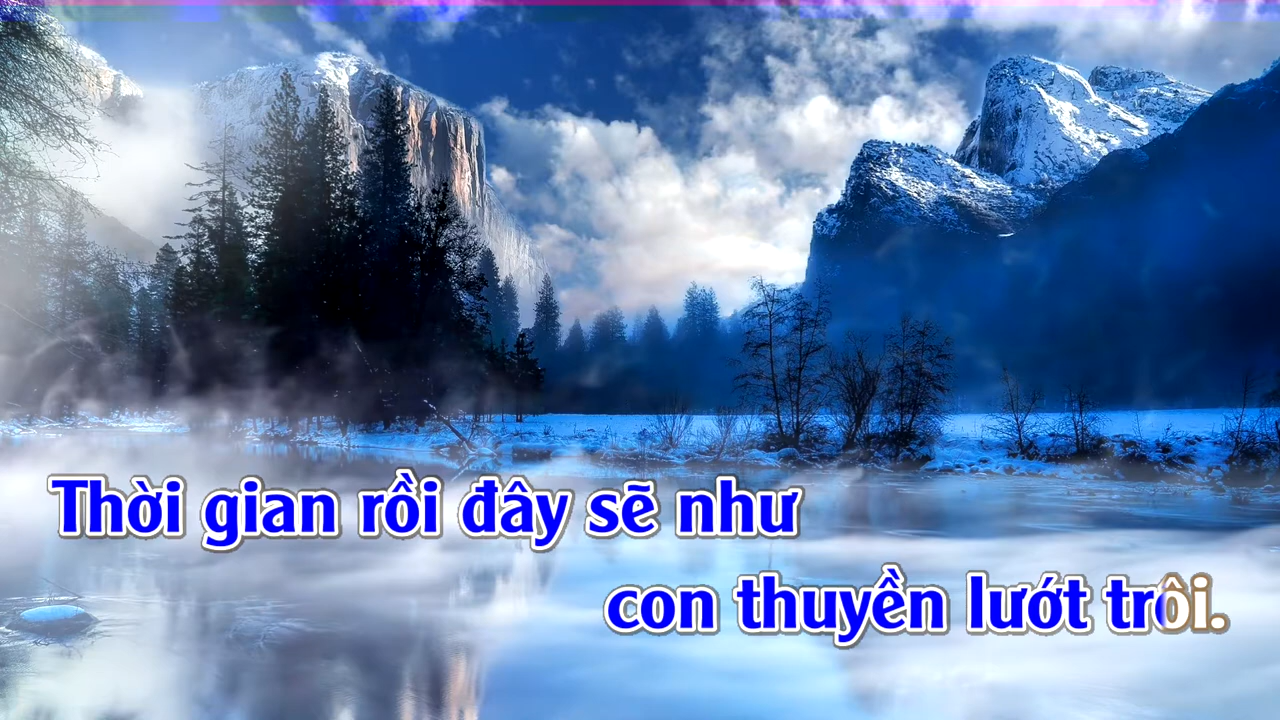 Thời gian rồi đây sẽ như
con thuyền lướt trôi.